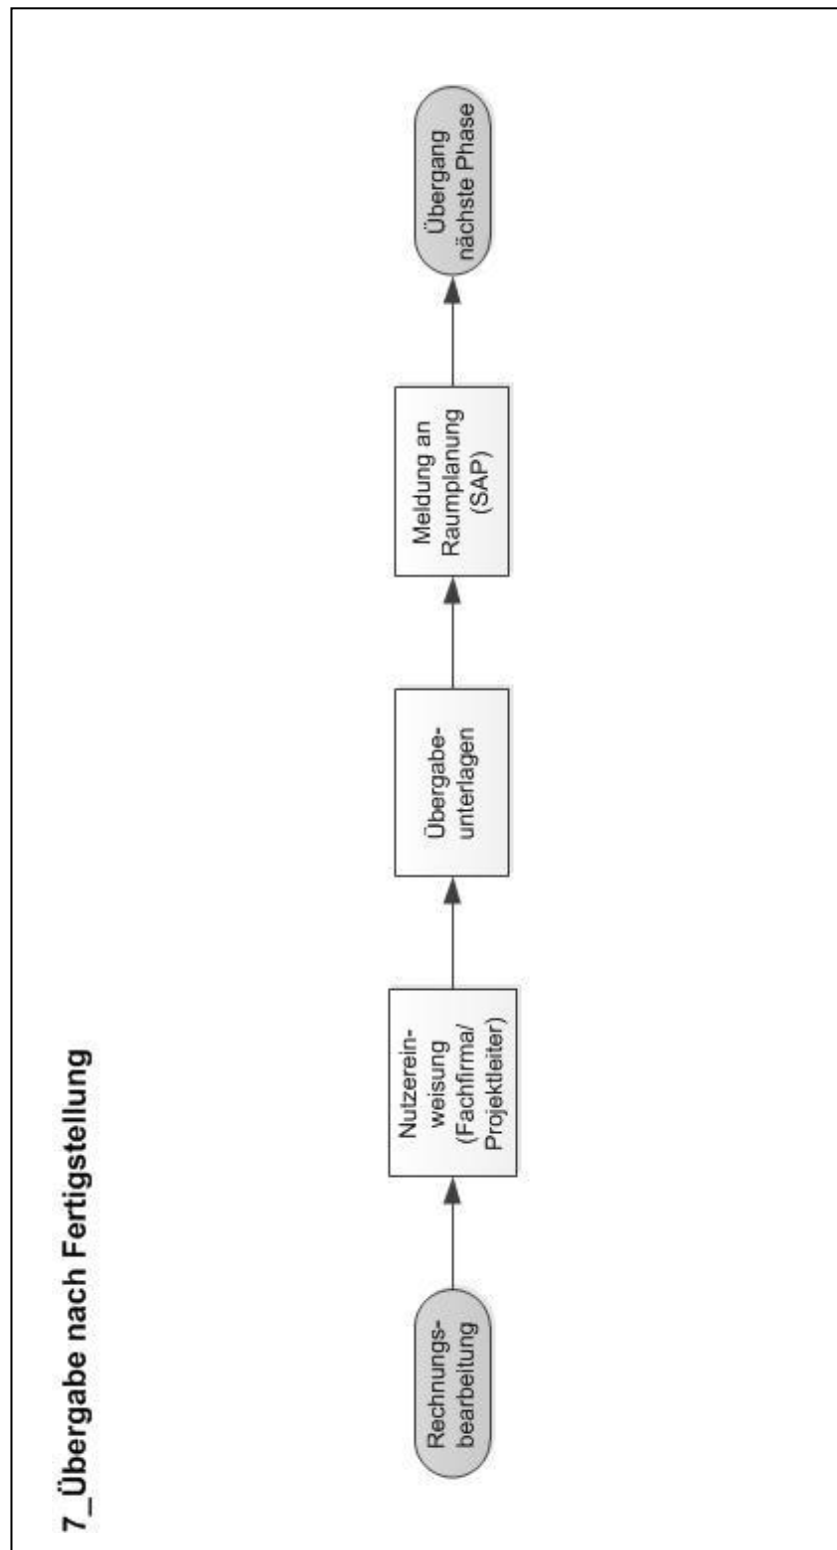 7_Übergabe nach Fertigstellung
Rechnungs-
bearbeitung
Nutzerein-
weisung
(Fachfirma/
Projektleiter)
Übergabe-
unterlagen
Meldung an
Raumplanung
(SAP)
Übergang
nächste Phase